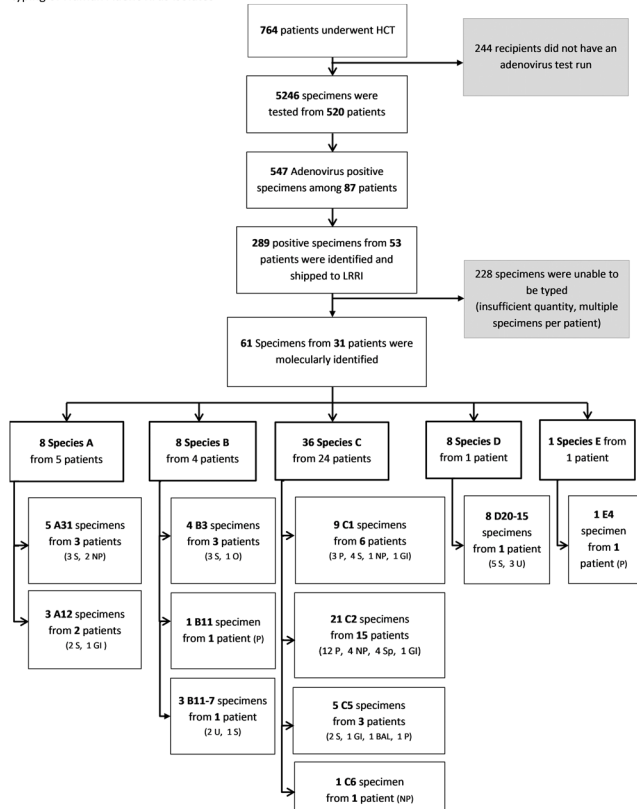 764 patients underwent HCT
244 recipients did not have an
adenovirus test run
5246 specimens were
tested from 520 patients
547 Adenovirus positive
specimens among 87 patients
289 positive specimens from 53
patients were identified and
shipped to LRRI
228 specimens were unable to
be typed
(insufficient quantity, multiple
specimens per patient)
61 Specimens from 31 patients were
molecularly identified
8 Species A
from 5 patients
8 Species B
from 4 patients
36 Species C
from 24 patients
8 Species D
from 1 patient
1 Species E from
1 patient
5 A31 specimens
from 3 patients
(3 S, 2 NP)
3 A12 specimens
from 2 patients
(2 S, 1 GI )
4 B3 specimens
from 3 patients
(3 S, 1 O)
1 B11 specimen
from 1 patient (P)
3 B11-7 specimens
from 1 patient
(2 U, 1 S)
9 C1 specimens
from 6 patients
(3 P, 4 S, 1 NP, 1 GI)
21 C2 specimens
from 15 patients
(12 P, 4 NP, 4 Sp, 1 GI)
5 C5 specimens
from 3 patients
(2 S, 1 GI, 1 BAL, 1 P)
1 C6 specimen
from 1 patient (NP)
8 D20-15
specimens
from 1 patient
(5 S, 3 U)
1 E4
specimen
from 1
patient (P)